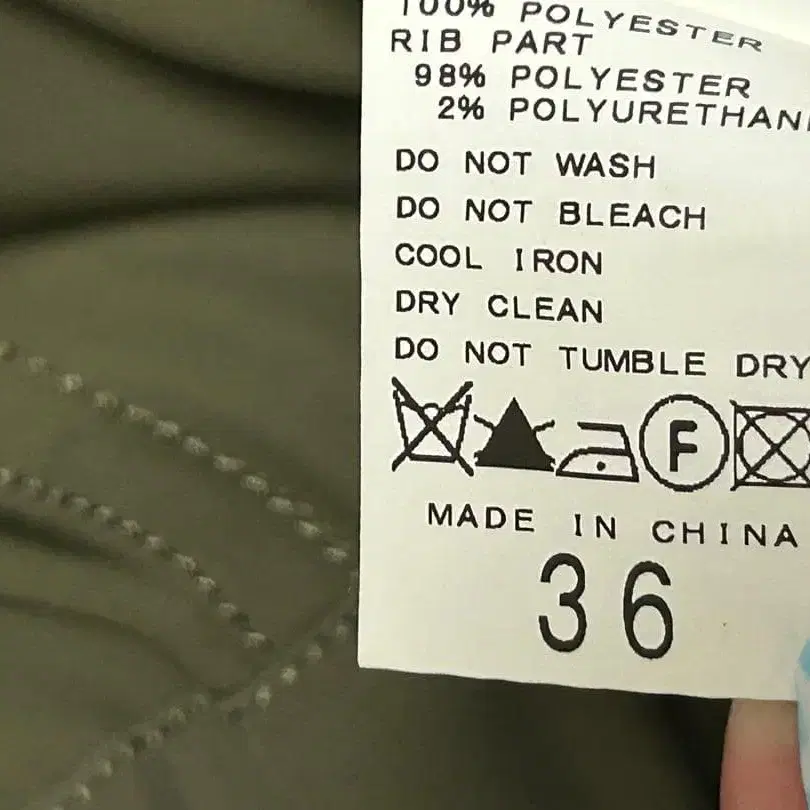 100% POLYESTER
RIB PART
98% POLYESTER
2% POLYURETHAN
DO NOT WASH
DO NOT BLEACH
COOL IRON
DRY CLEAN
DO NOT TUMBLE DRY
F
MADE IN CHINA
36